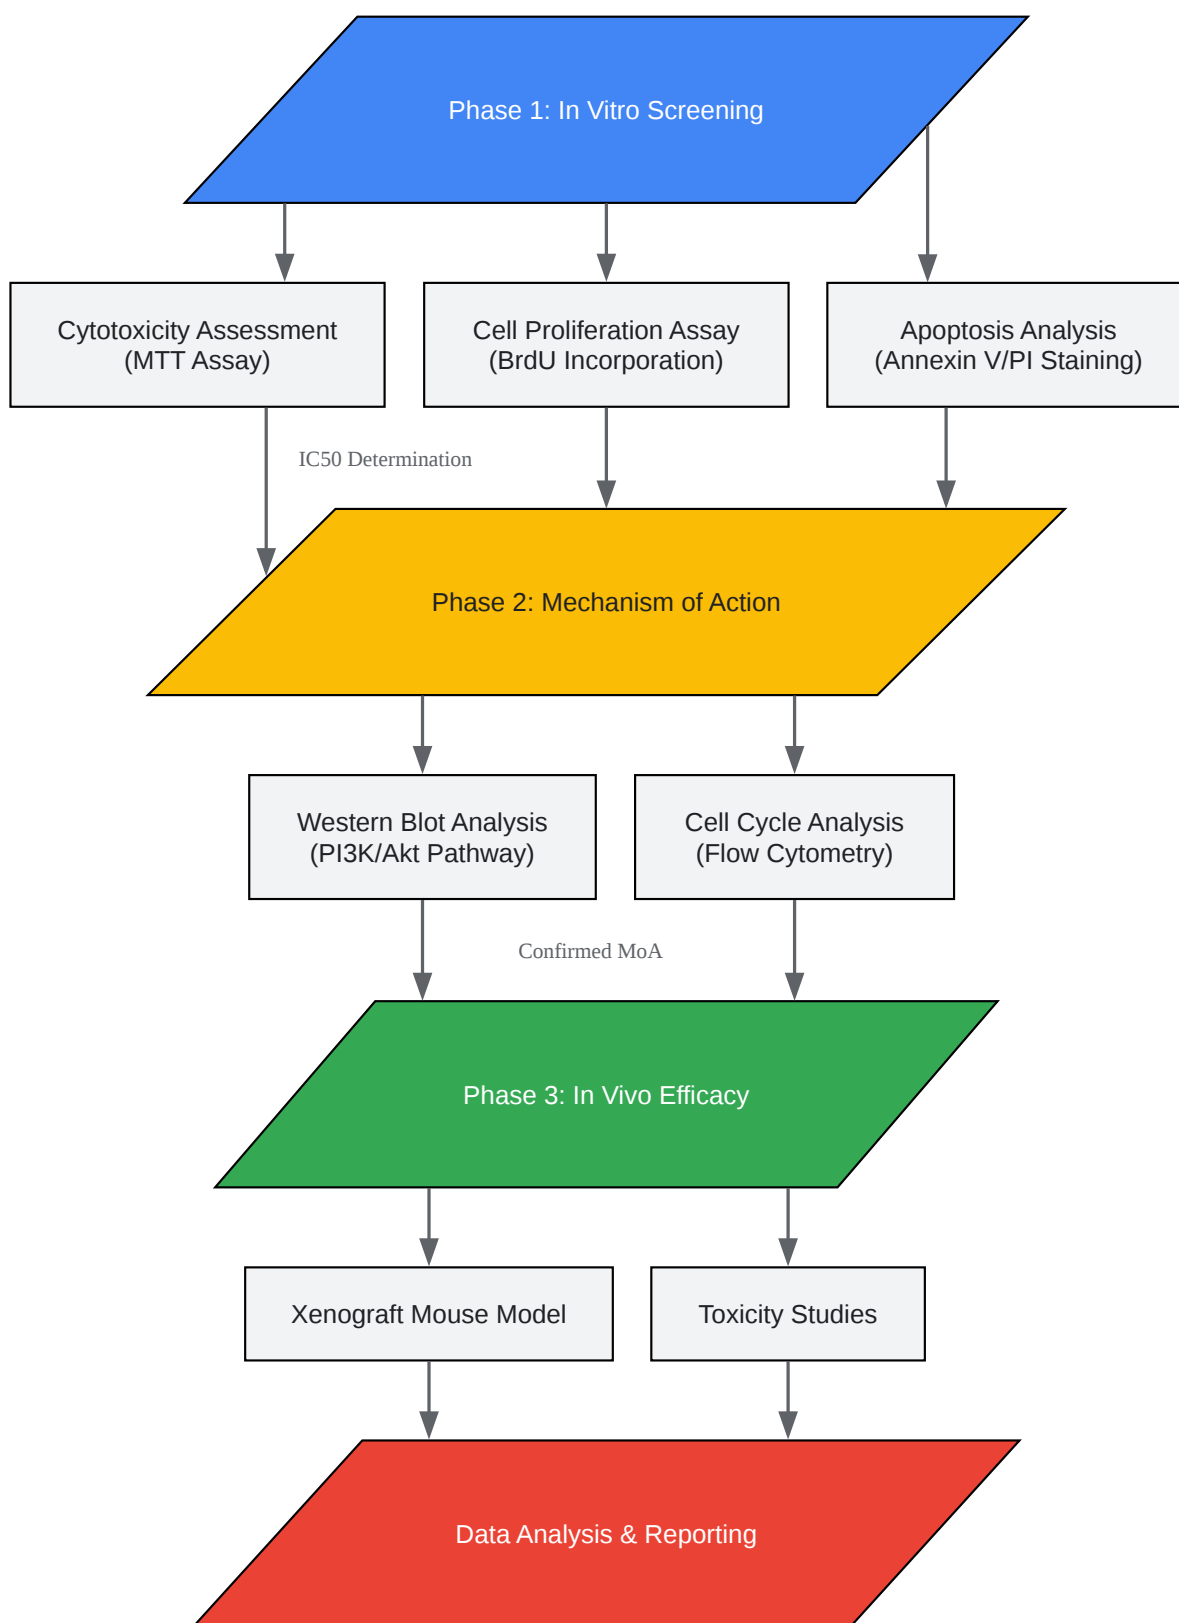 Phase 1: In Vitro Screening
Cytotoxicity Assessment
(MTT Assay)
Cell Proliferation Assay
(BrdU Incorporation)
Apoptosis Analysis
(Annexin V/PI Staining)
IC50 Determination
Phase 2: Mechanism of Action
Western Blot Analysis
(PI3K/Akt Pathway)
Cell Cycle Analysis
(Flow Cytometry)
Confirmed MoA
Phase 3: In Vivo Efficacy
Xenograft Mouse Model
Toxicity Studies
Data Analysis & Reporting